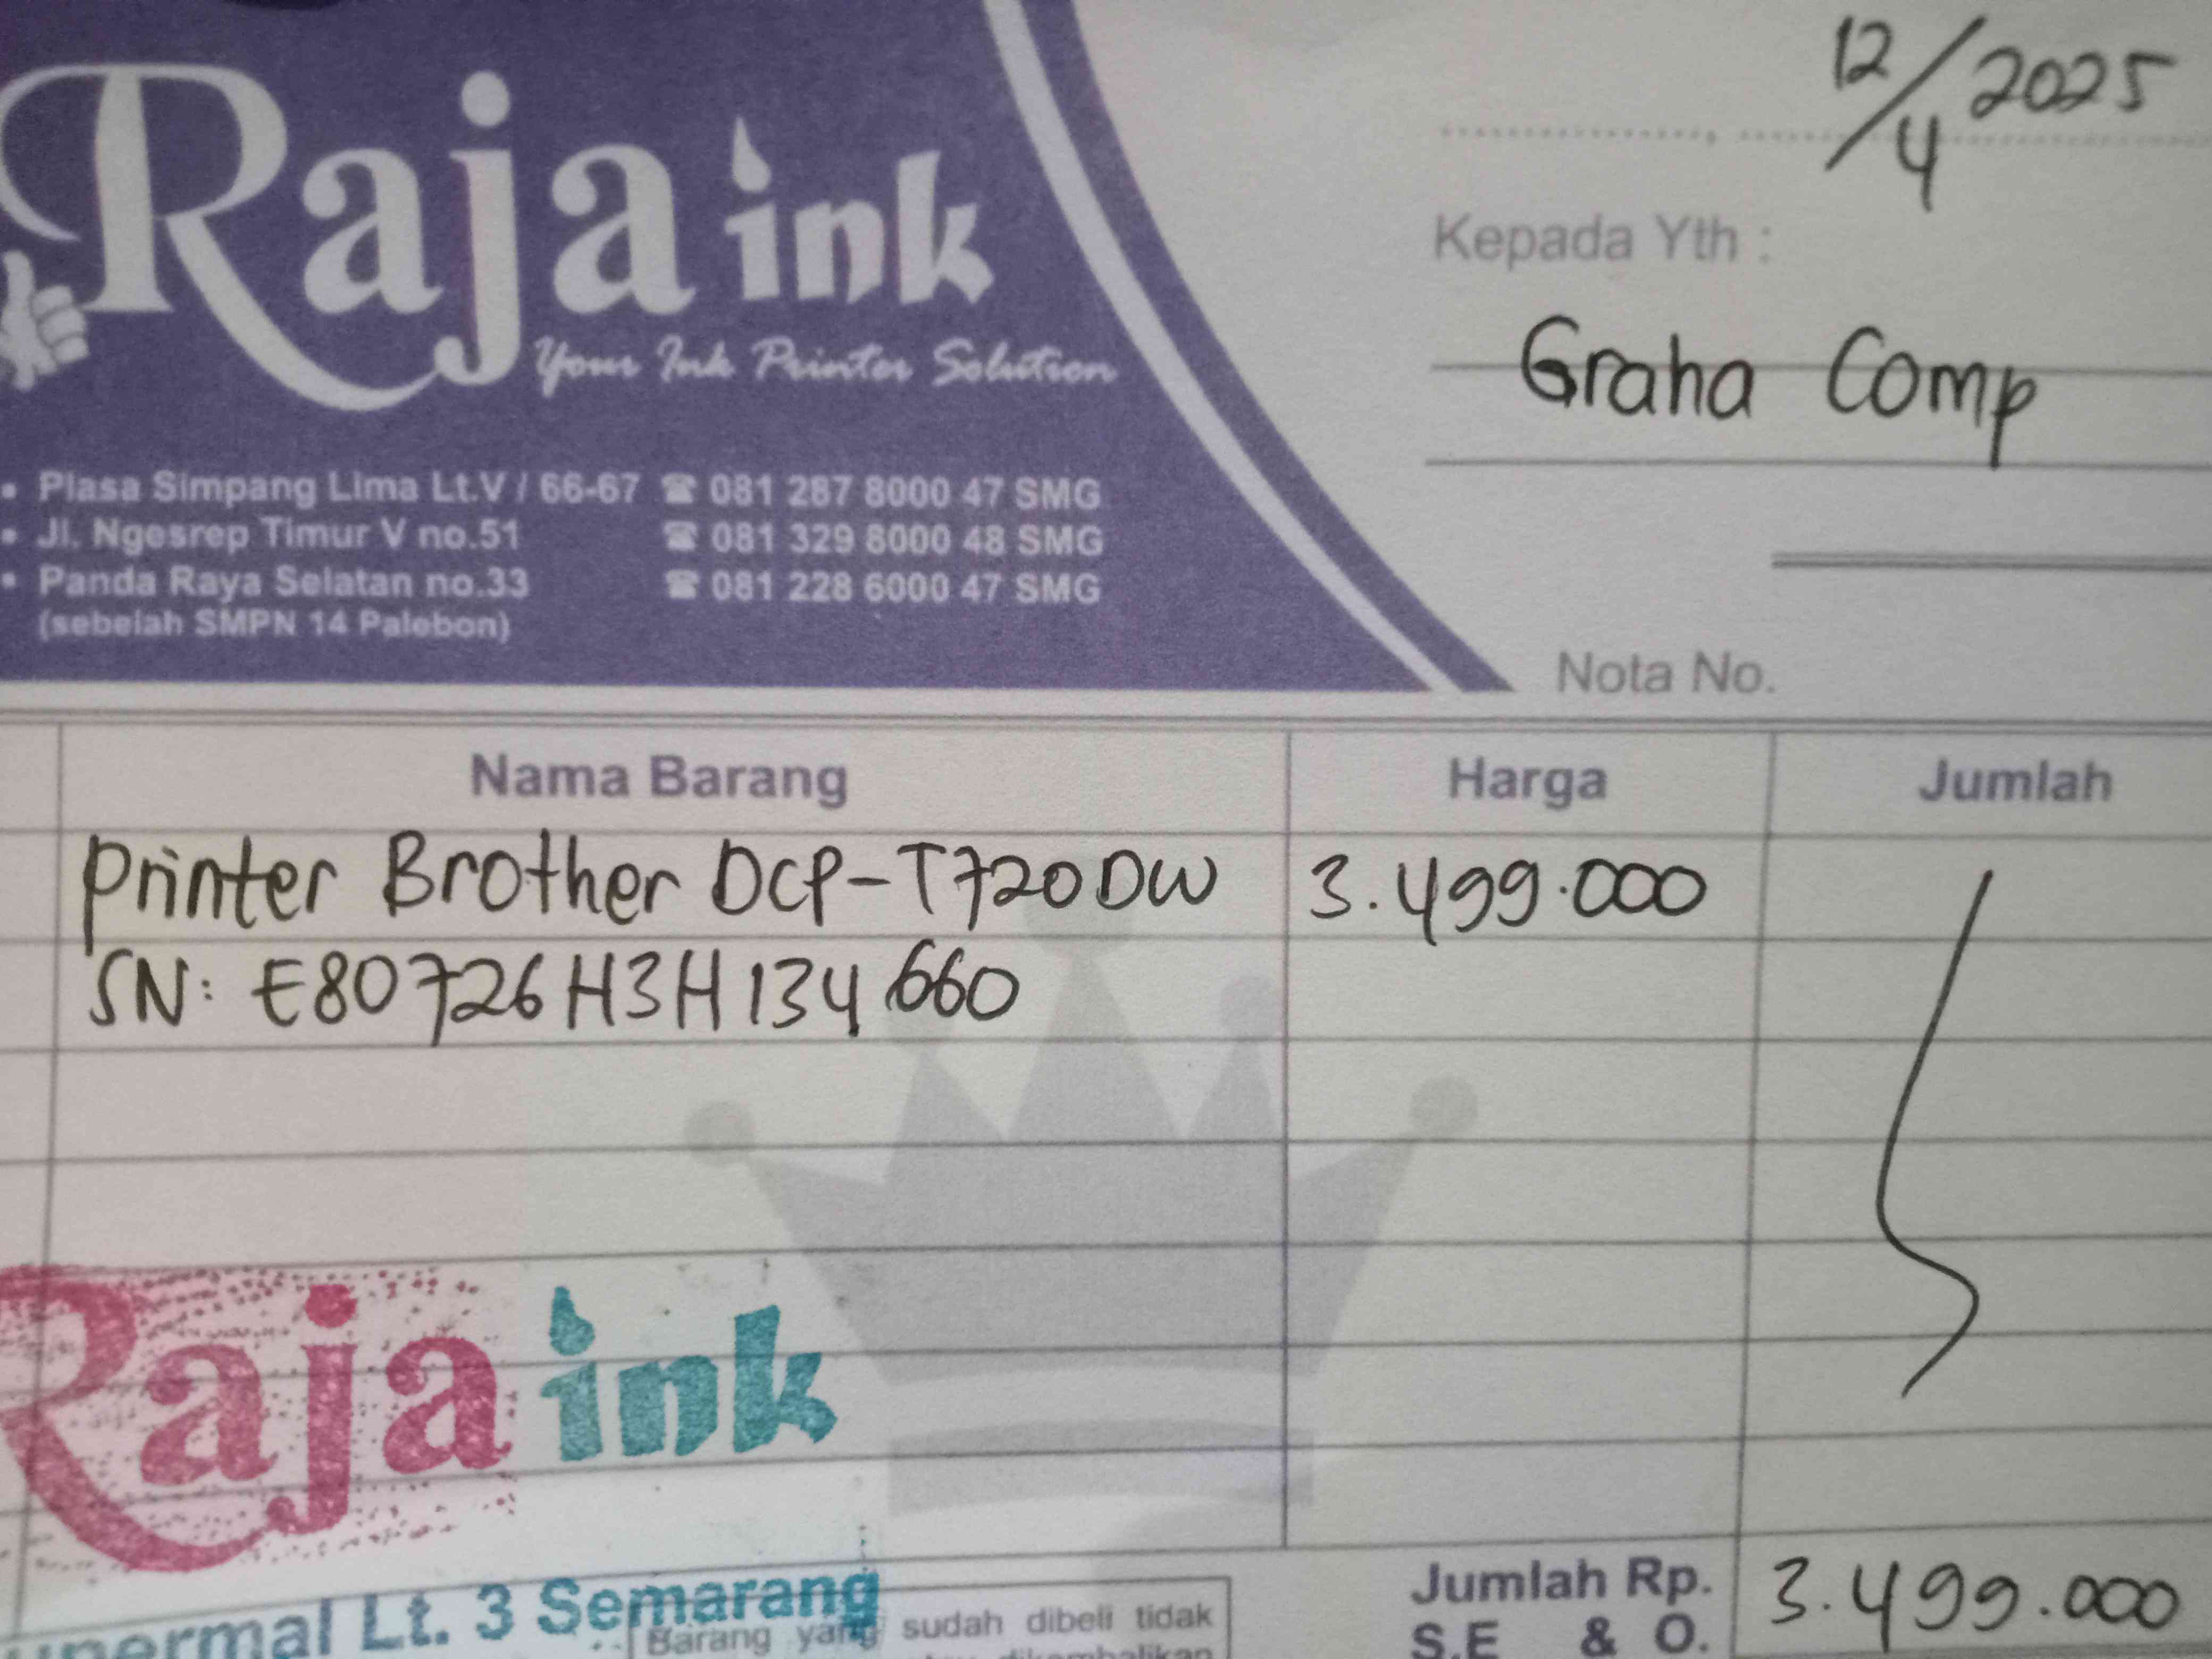 12/4 2025
Raja ink
Your Ink Printer Solution
Kepada Yth :
Graha Comp
• Plasa Simpang Lima Lt.V / 66-67 ☎ 081 287 8000 47 SMG
• Jl. Ngesrep Timur V no.51 ☎ 081 329 8000 48 SMG
• Panda Raya Selatan no.33 ☎ 081 228 6000 47 SMG
(sebelah SMPN 14 Palebon)
Nota No.
Nama Barang Harga Jumlah
Printer Brother DCP-T720DW 3.499.000
SN: E80726H3H134660
Raja ink
Lt. 3 Semarang
Barang yang sudah dibeli tidak
Jumlah Rp. 3.499.000
S.E & O.